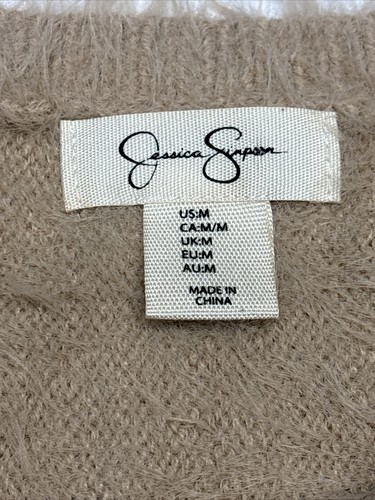 Jessica Simpson
US:M
CA:M/M
UK:M
EU:M
AU:M
MADE IN
CHINA